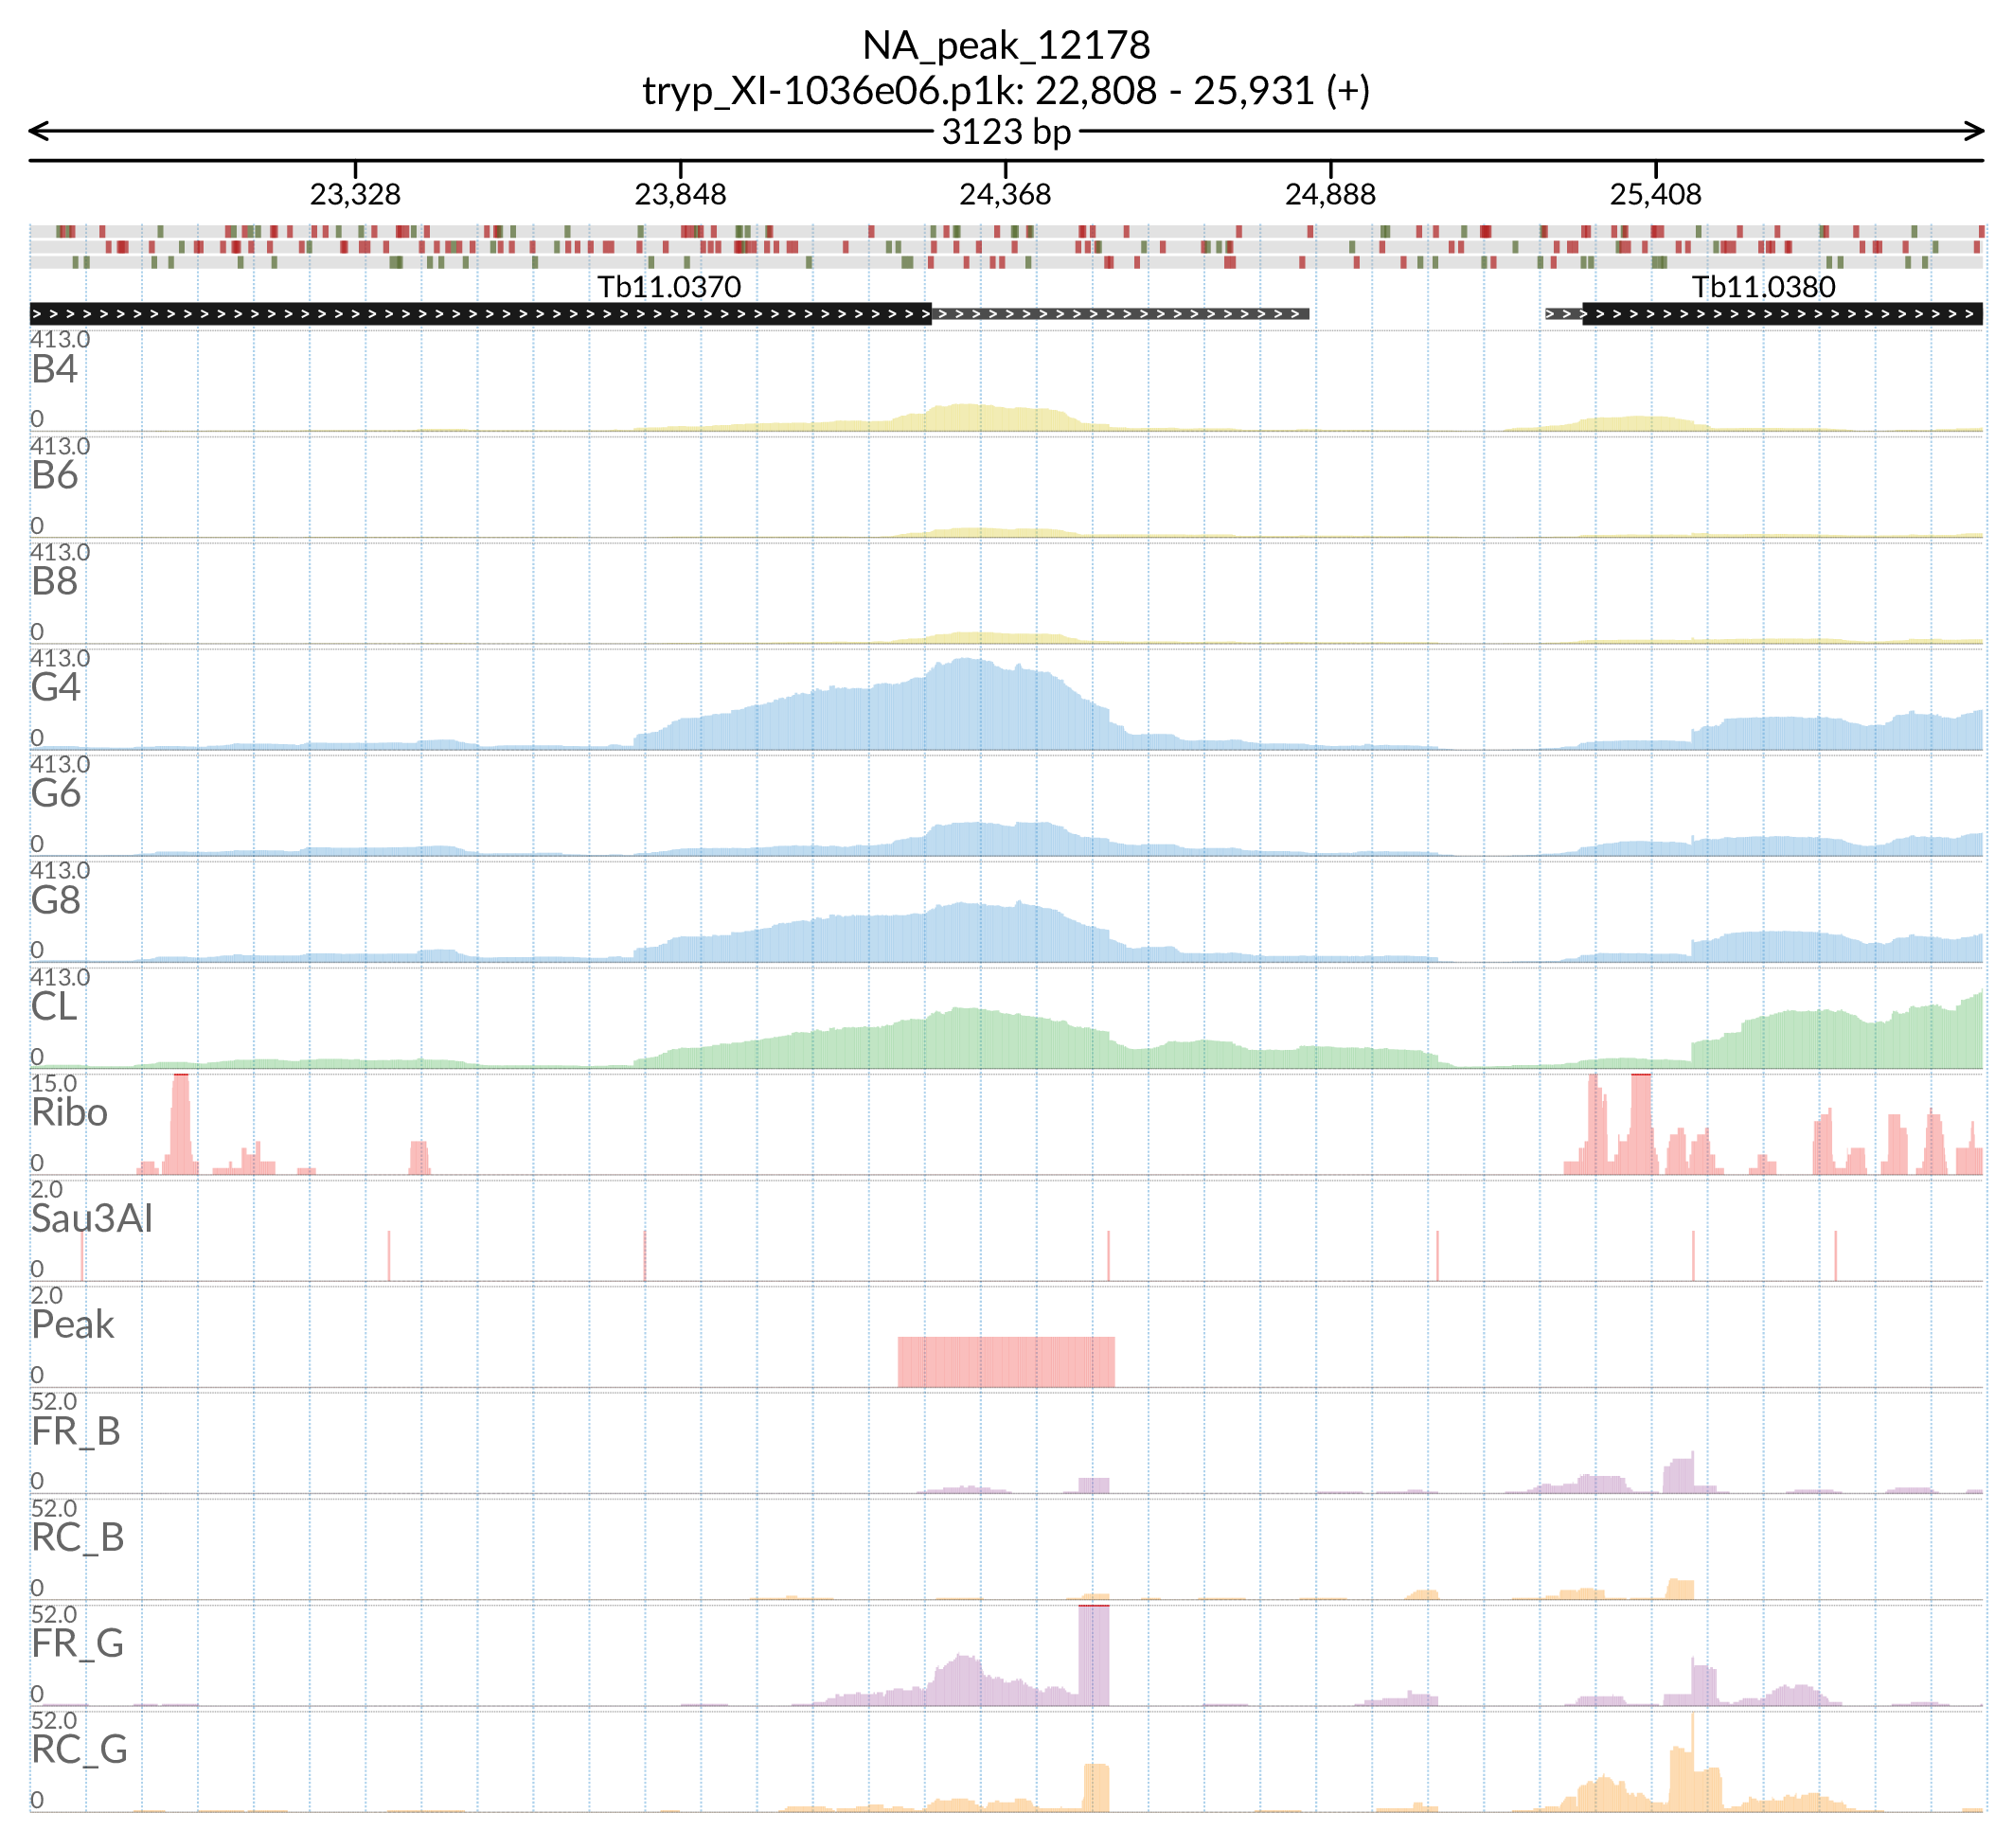 NA_peak_12178
tryp_XI-1036e06.p1k: 22,808 - 25,931 (+)
3123 bp
23,328 23,848 24,368 24,888 25,408
Tb11.0370 Tb11.0380
413.0
B4
0
413.0
B6
0
413.0
B8
0
413.0
G4
0
413.0
G6
0
413.0
G8
0
413.0
CL
0
15.0
Ribo
0
2.0
Sau3AI
0
2.0
Peak
0
52.0
FR_B
0
52.0
RC_B
0
52.0
FR_G
0
52.0
RC_G
0